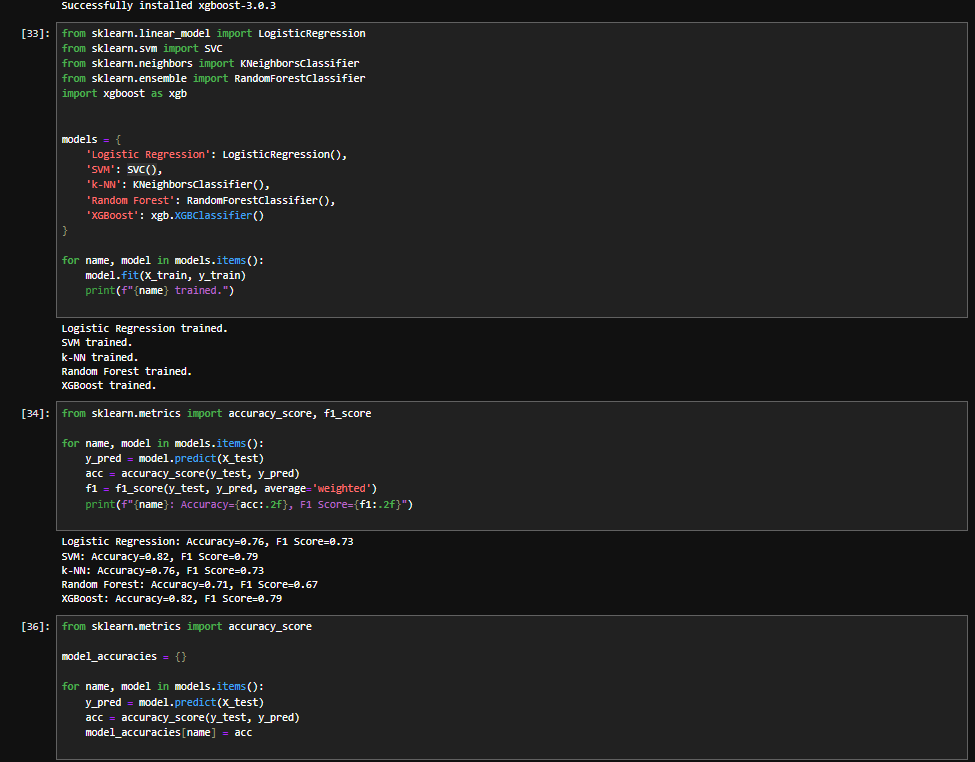 Successfully installed xgboost-3.0.3
[33]:
from sklearn.linear_model import LogisticRegression
from sklearn.svm import SVC
from sklearn.neighbors import KNeighborsClassifier
from sklearn.ensemble import RandomForestClassifier
import xgboost as xgb
models = {
    'Logistic Regression': LogisticRegression(),
    'SVM': SVC(),
    'k-NN': KNeighborsClassifier(),
    'Random Forest': RandomForestClassifier(),
    'XGBoost': xgb.XGBClassifier()
}
for name, model in models.items():
    model.fit(X_train, y_train)
    print(f"{name} trained.")
Logistic Regression trained.
SVM trained.
k-NN trained.
Random Forest trained.
XGBoost trained.
[34]:
from sklearn.metrics import accuracy_score, f1_score
for name, model in models.items():
    y_pred = model.predict(X_test)
    acc = accuracy_score(y_test, y_pred)
    f1 = f1_score(y_test, y_pred, average='weighted')
    print(f"{name}: Accuracy={acc:.2f}, F1 Score={f1:.2f}")
Logistic Regression: Accuracy=0.76, F1 Score=0.73
SVM: Accuracy=0.82, F1 Score=0.79
k-NN: Accuracy=0.76, F1 Score=0.73
Random Forest: Accuracy=0.71, F1 Score=0.67
XGBoost: Accuracy=0.82, F1 Score=0.79
[36]:
from sklearn.metrics import accuracy_score
model_accuracies = {}
for name, model in models.items():
    y_pred = model.predict(X_test)
    acc = accuracy_score(y_test, y_pred)
    model_accuracies[name] = acc